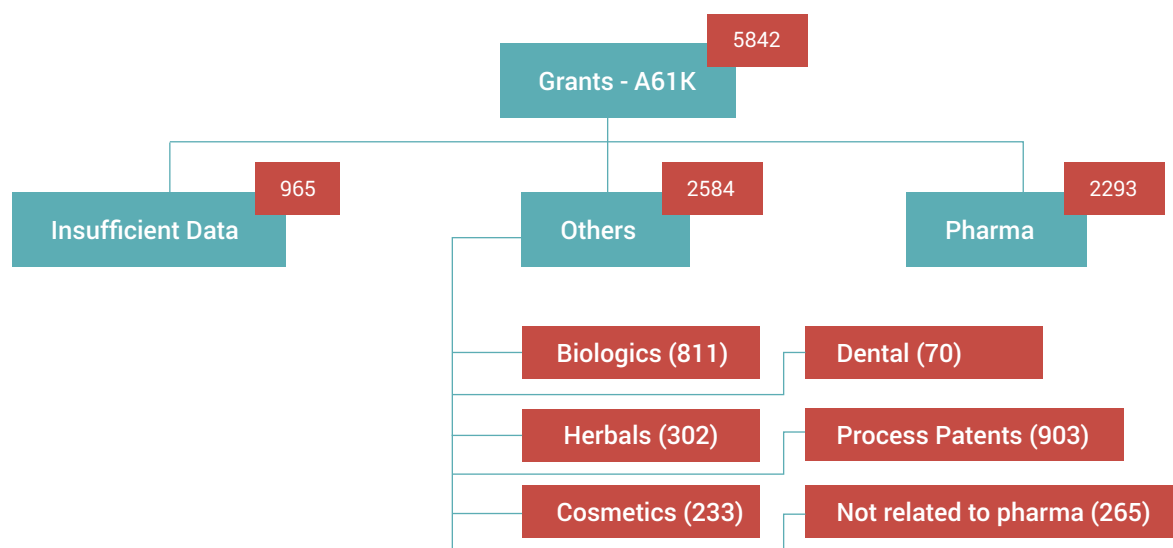 5842
Grants - A61K
965
Insufficient Data
2584
Others
2293
Pharma
Biologics (811)
Dental (70)
Herbals (302)
Process Patents (903)
Cosmetics (233)
Not related to pharma (265)